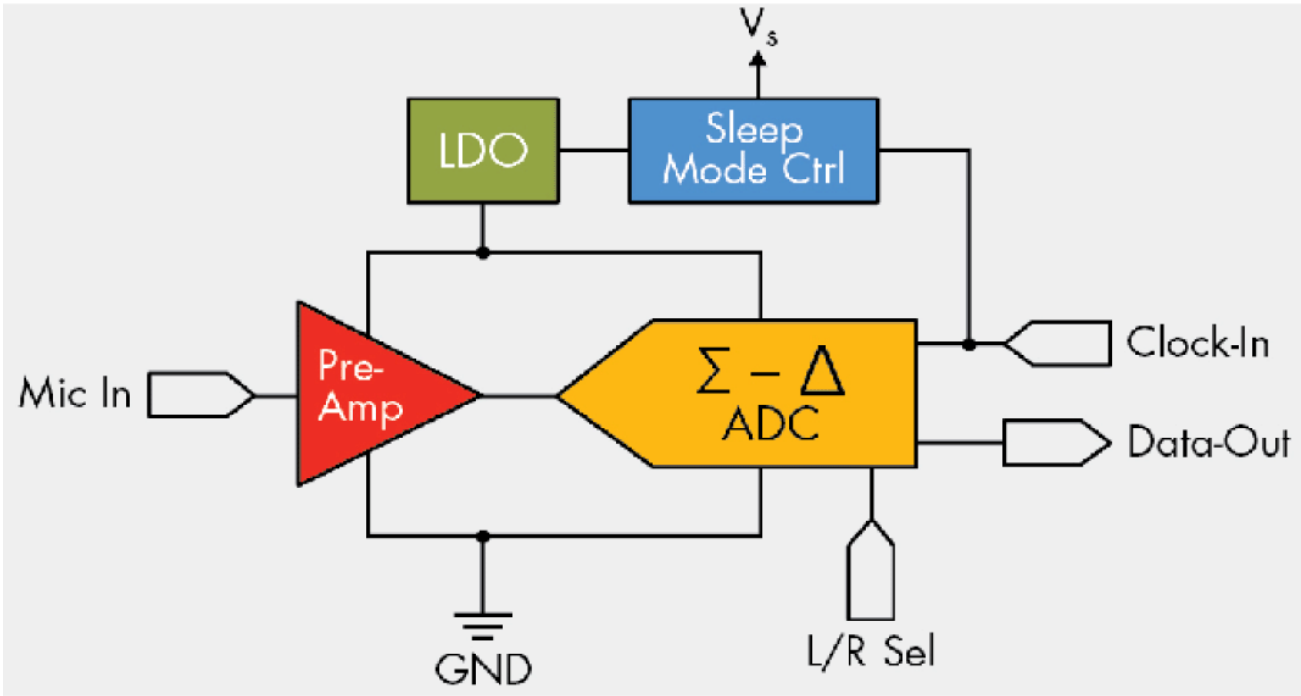 Vs
LDO
Sleep
Mode Ctrl
Mic In
Pre-
Amp
Σ – Δ
ADC
Clock-In
Data-Out
L/R Sel
GND